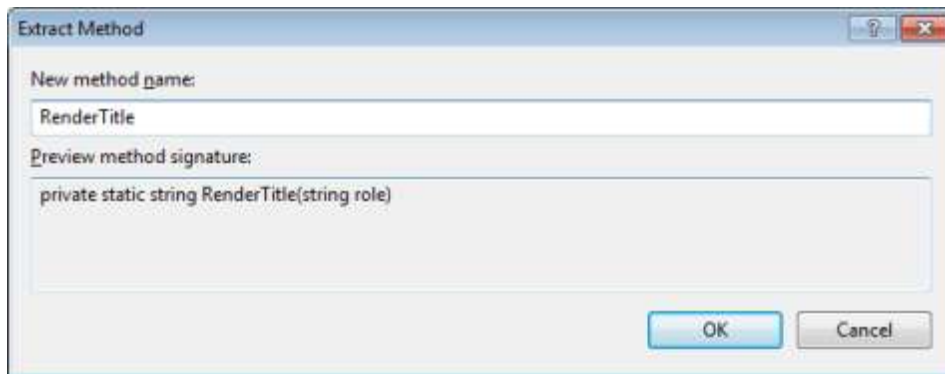 Extract Method
New method name:
RenderTitle
Preview method signature:
private static string RenderTitle(string role)
OK
Cancel